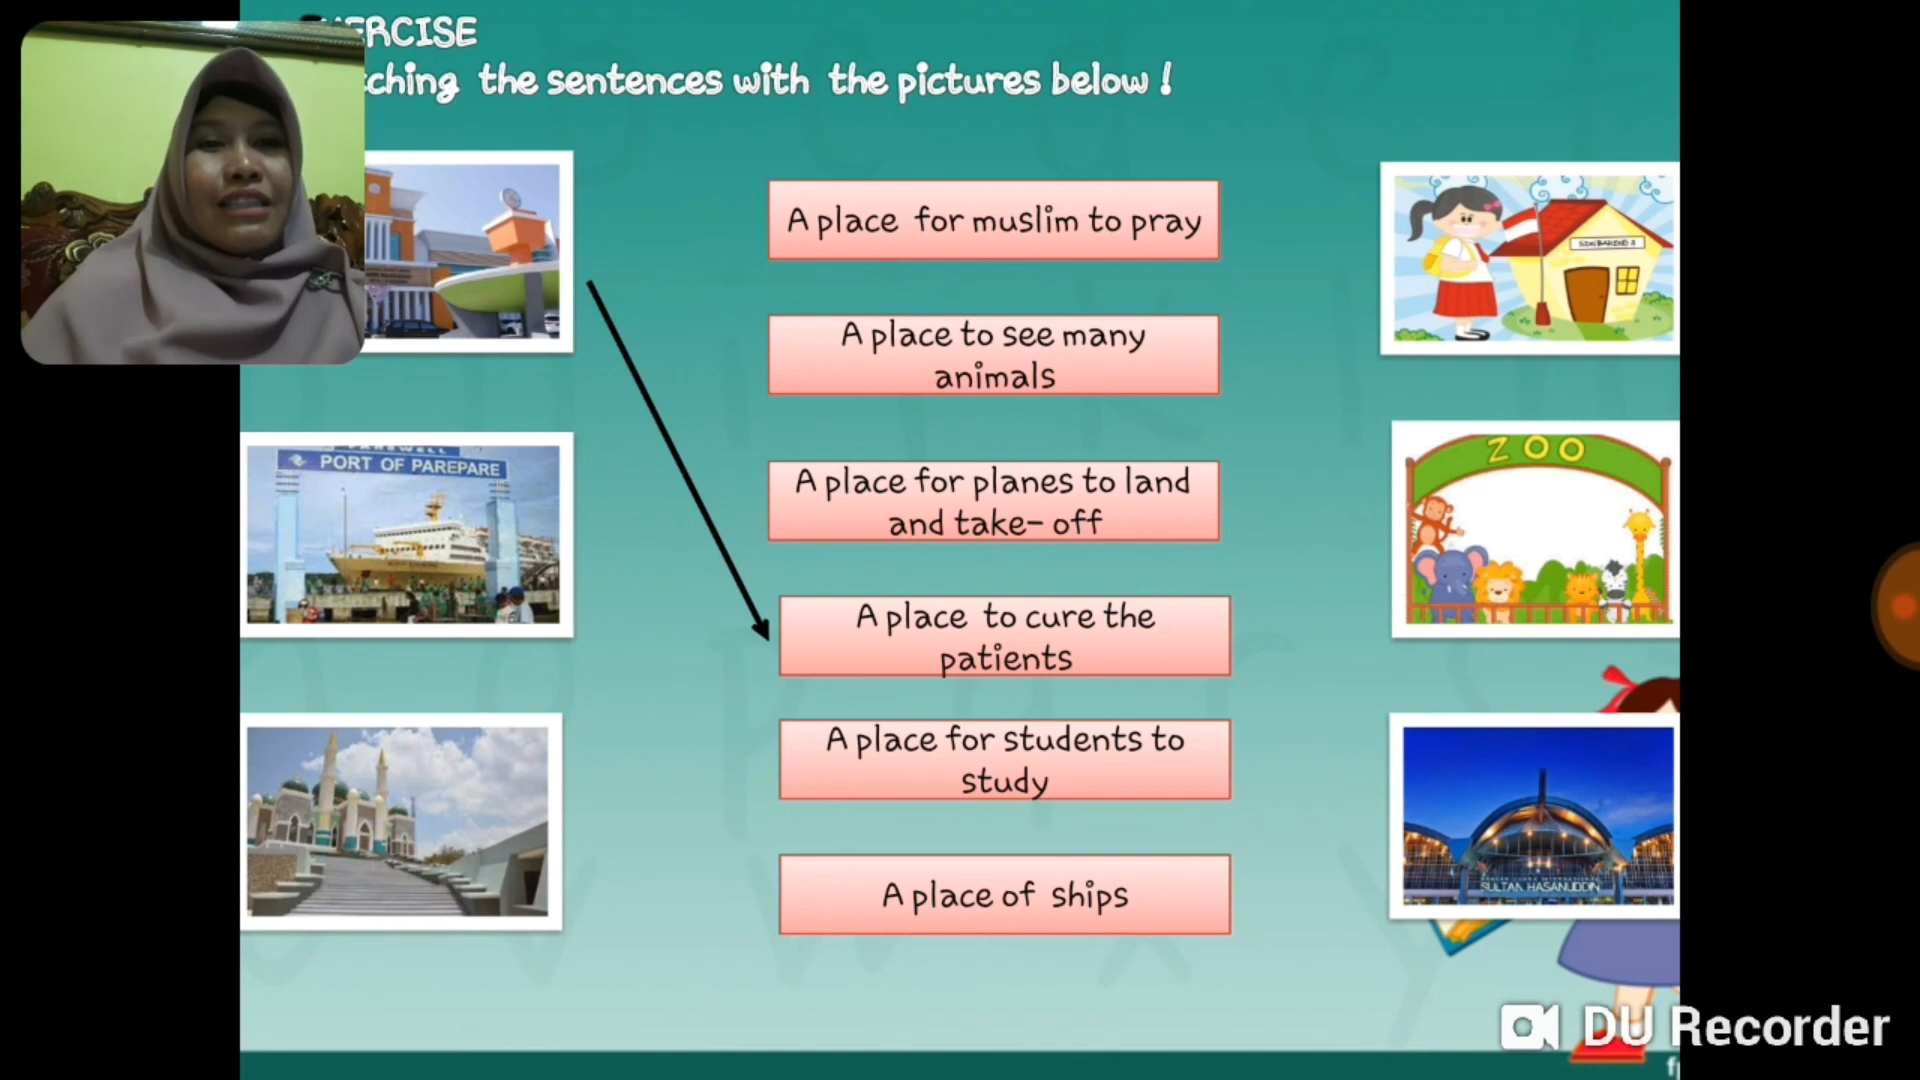 ERCISE
ching the sentences with the pictures below !
A place for muslim to pray
A place to see many
animals
A place for planes to land
and take- off
A place to cure the
patients
A place for students to
study
A place of ships
PORT OF PAREPARE
ZOO
SULTAN HASANUDDIN
DU Recorder